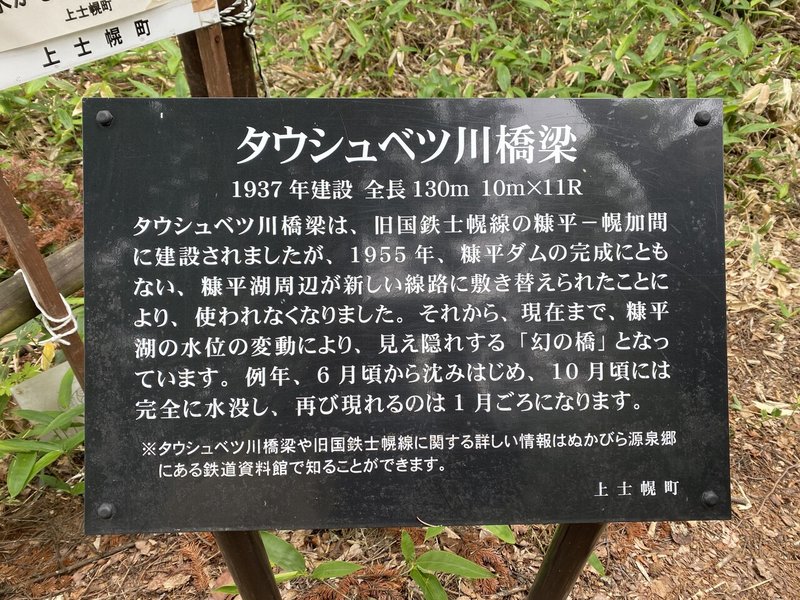 上士幌町
上士幌町
タウシュベツ川橋梁
1937年建設 全長130m 10m×11R
タウシュベツ川橋梁は、旧国鉄士幌線の糠平－幌加間
に建設されましたが、1955年、糠平ダムの完成にとも
ない、糠平湖周辺が新しい線路に敷き替えられたことに
より、使われなくなりました。それから、現在まで、糠平
湖の水位の変動により、見え隠れする「幻の橋」となっ
ています。例年、6月頃から沈みはじめ、10月頃には
完全に水没し、再び現れるのは1月ごろになります。
※タウシュベツ川橋梁や旧国鉄士幌線に関する詳しい情報はぬかびら源泉郷
にある鉄道資料館で知ることができます。
上士幌町